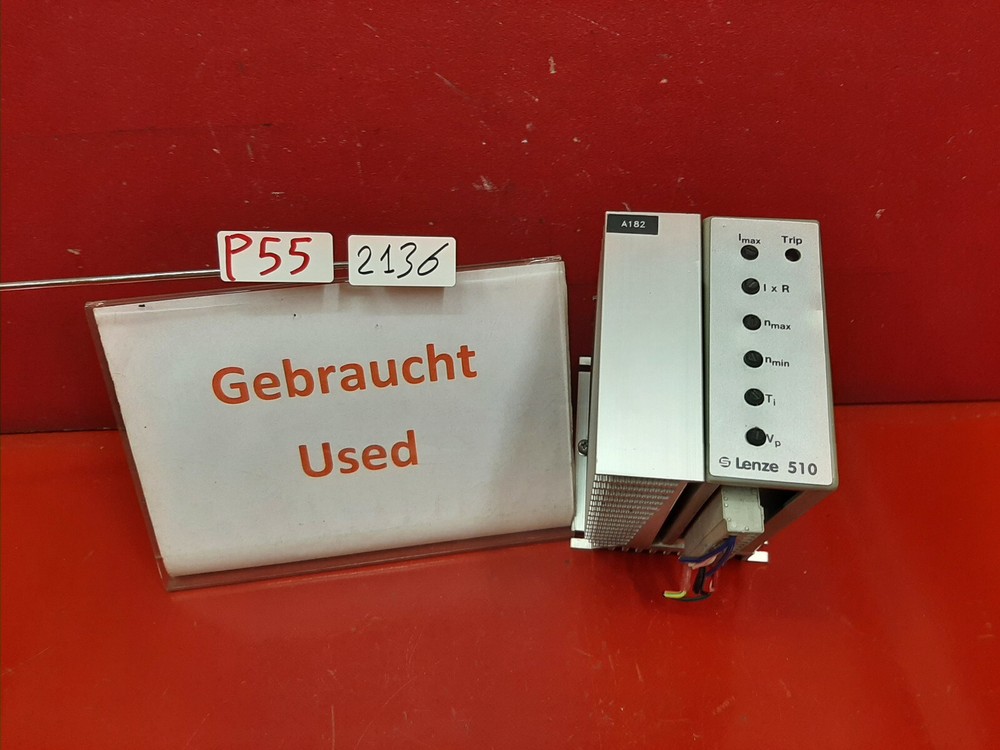 P55
2136
Gebraucht
Used
A182
Imax Trip
I x R
nmax
nmin
Ti
Vp
Lenze 510